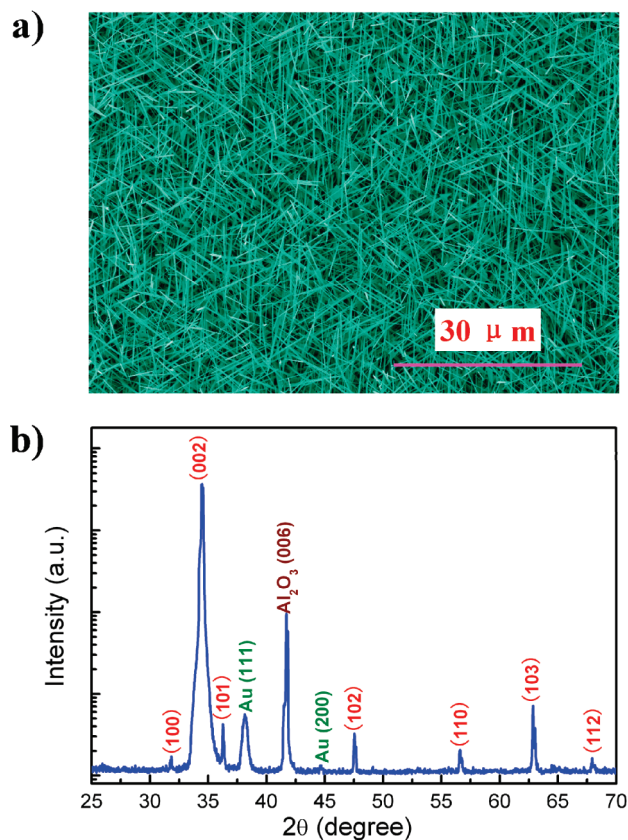 a)
30 μm
b)
Intensity (a.u.)
(100)
(002)
(101)
Au (111)
Al₂O₃ (006)
Au (200)
(102)
(110)
(103)
(112)
25 30 35 40 45 50 55 60 65 70
2θ (degree)